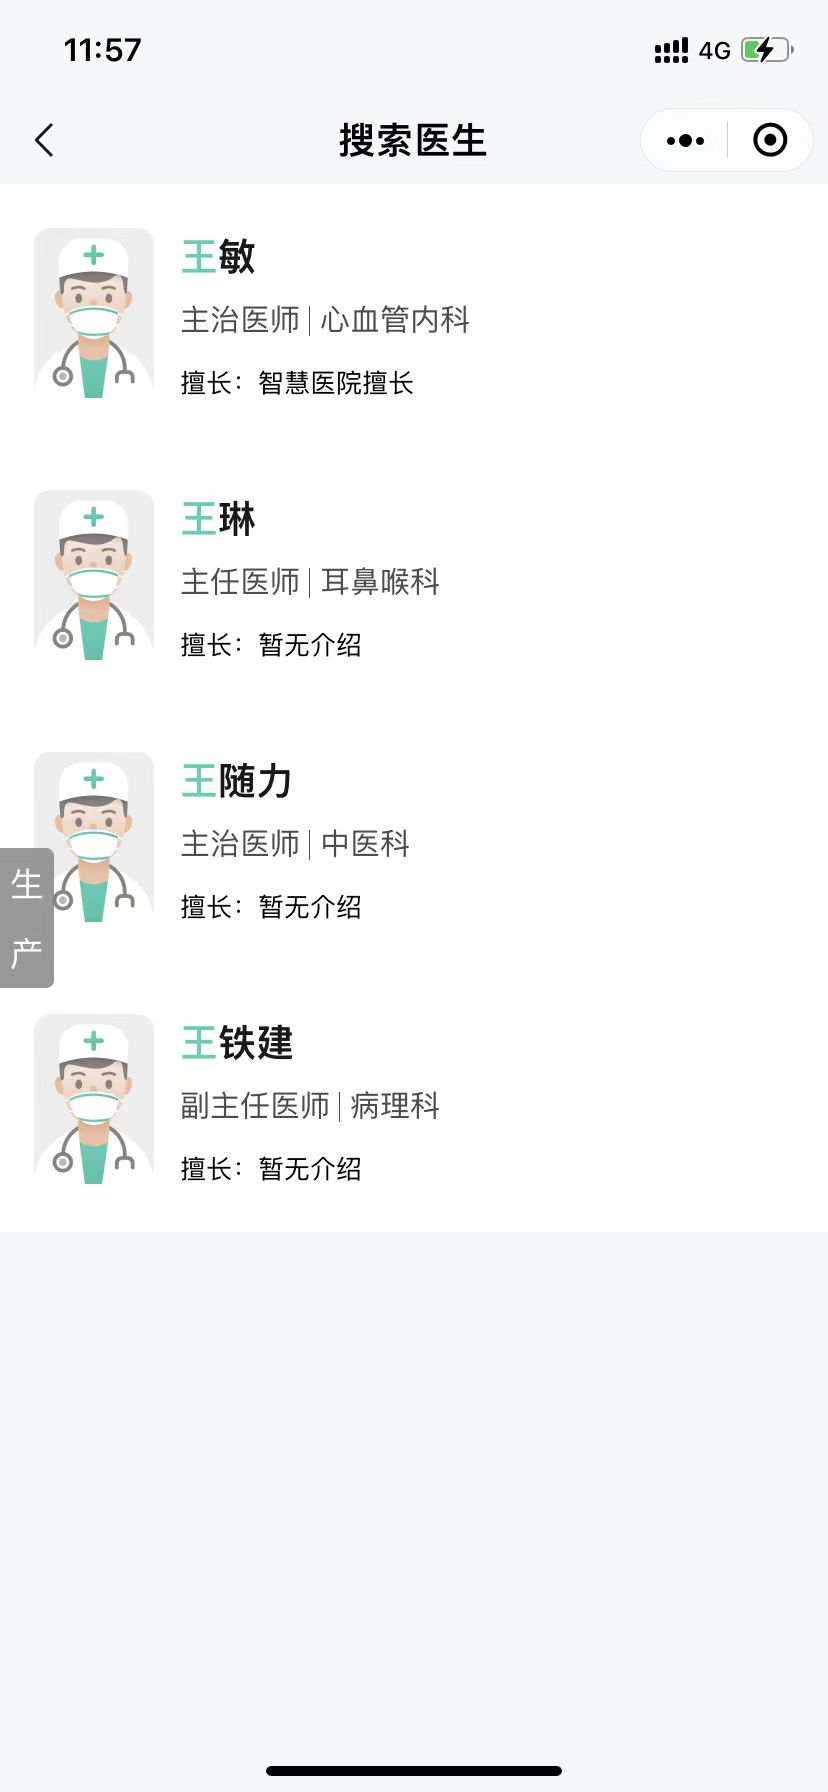 11:57
4G
搜索医生
王敏
主治医师|心血管内科
擅长：智慧医院擅长
王琳
主任医师|耳鼻喉科
擅长：暂无介绍
王随力
主治医师|中医科
擅长：暂无介绍
生
产
王铁建
副主任医师|病理科
擅长：暂无介绍